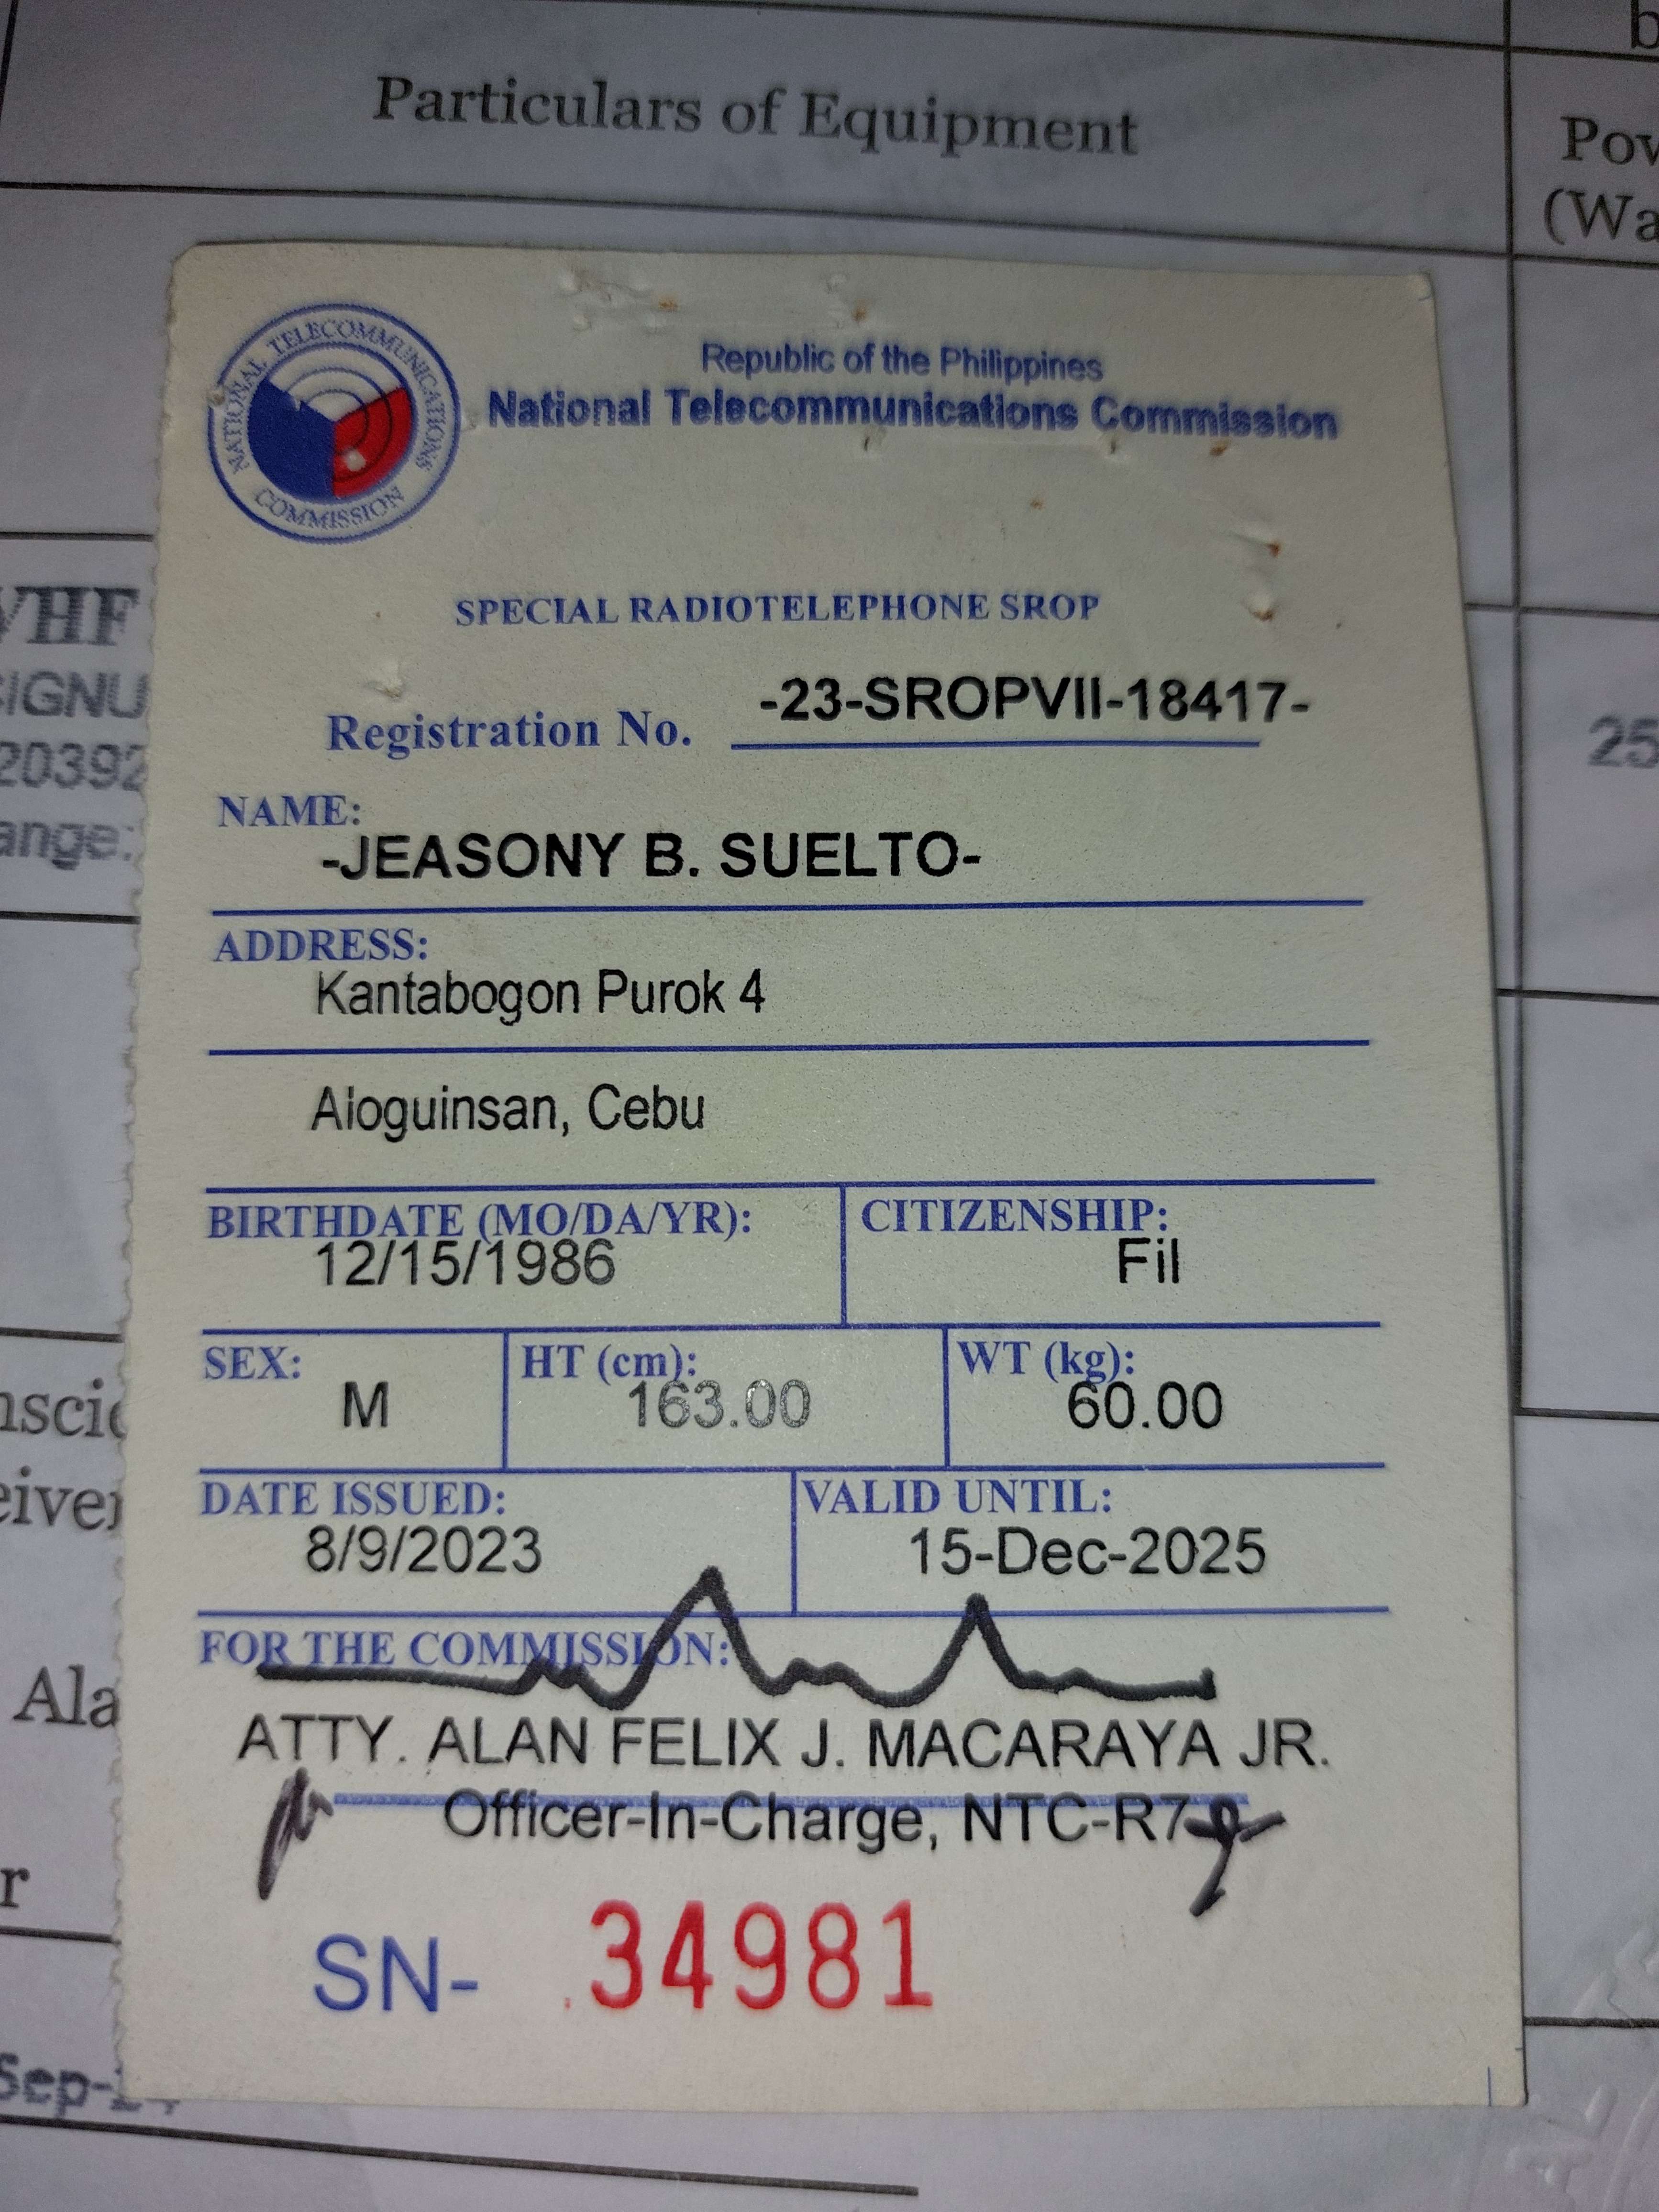 Particulars of Equipment
(Wa
NATIONAL TELECOMMUNICATIONS COMMISSION
Republic of the Philippines
National Telecommunications Commission
SPECIAL RADIOTELEPHONE SROP
VHF
Registration No. -23-SROPVII-18417-
20392
25
ange:
NAME:
-JEASONY B. SUELTO-
ADDRESS:
Kantabogon Purok 4
Aloguinsan, Cebu
BIRTHDATE (MO/DA/YR): CITIZENSHIP:
12/15/1986 Fil
SEX: HT (cm): WT (kg):
M 163.00 60.00
DATE ISSUED: VALID UNTIL:
8/9/2023 15-Dec-2025
FOR THE COMMISSION:
Ala
ATTY. ALAN FELIX J. MACARAYA JR.
Officer-In-Charge, NTC-R7
r
SN- 34981
Sep-